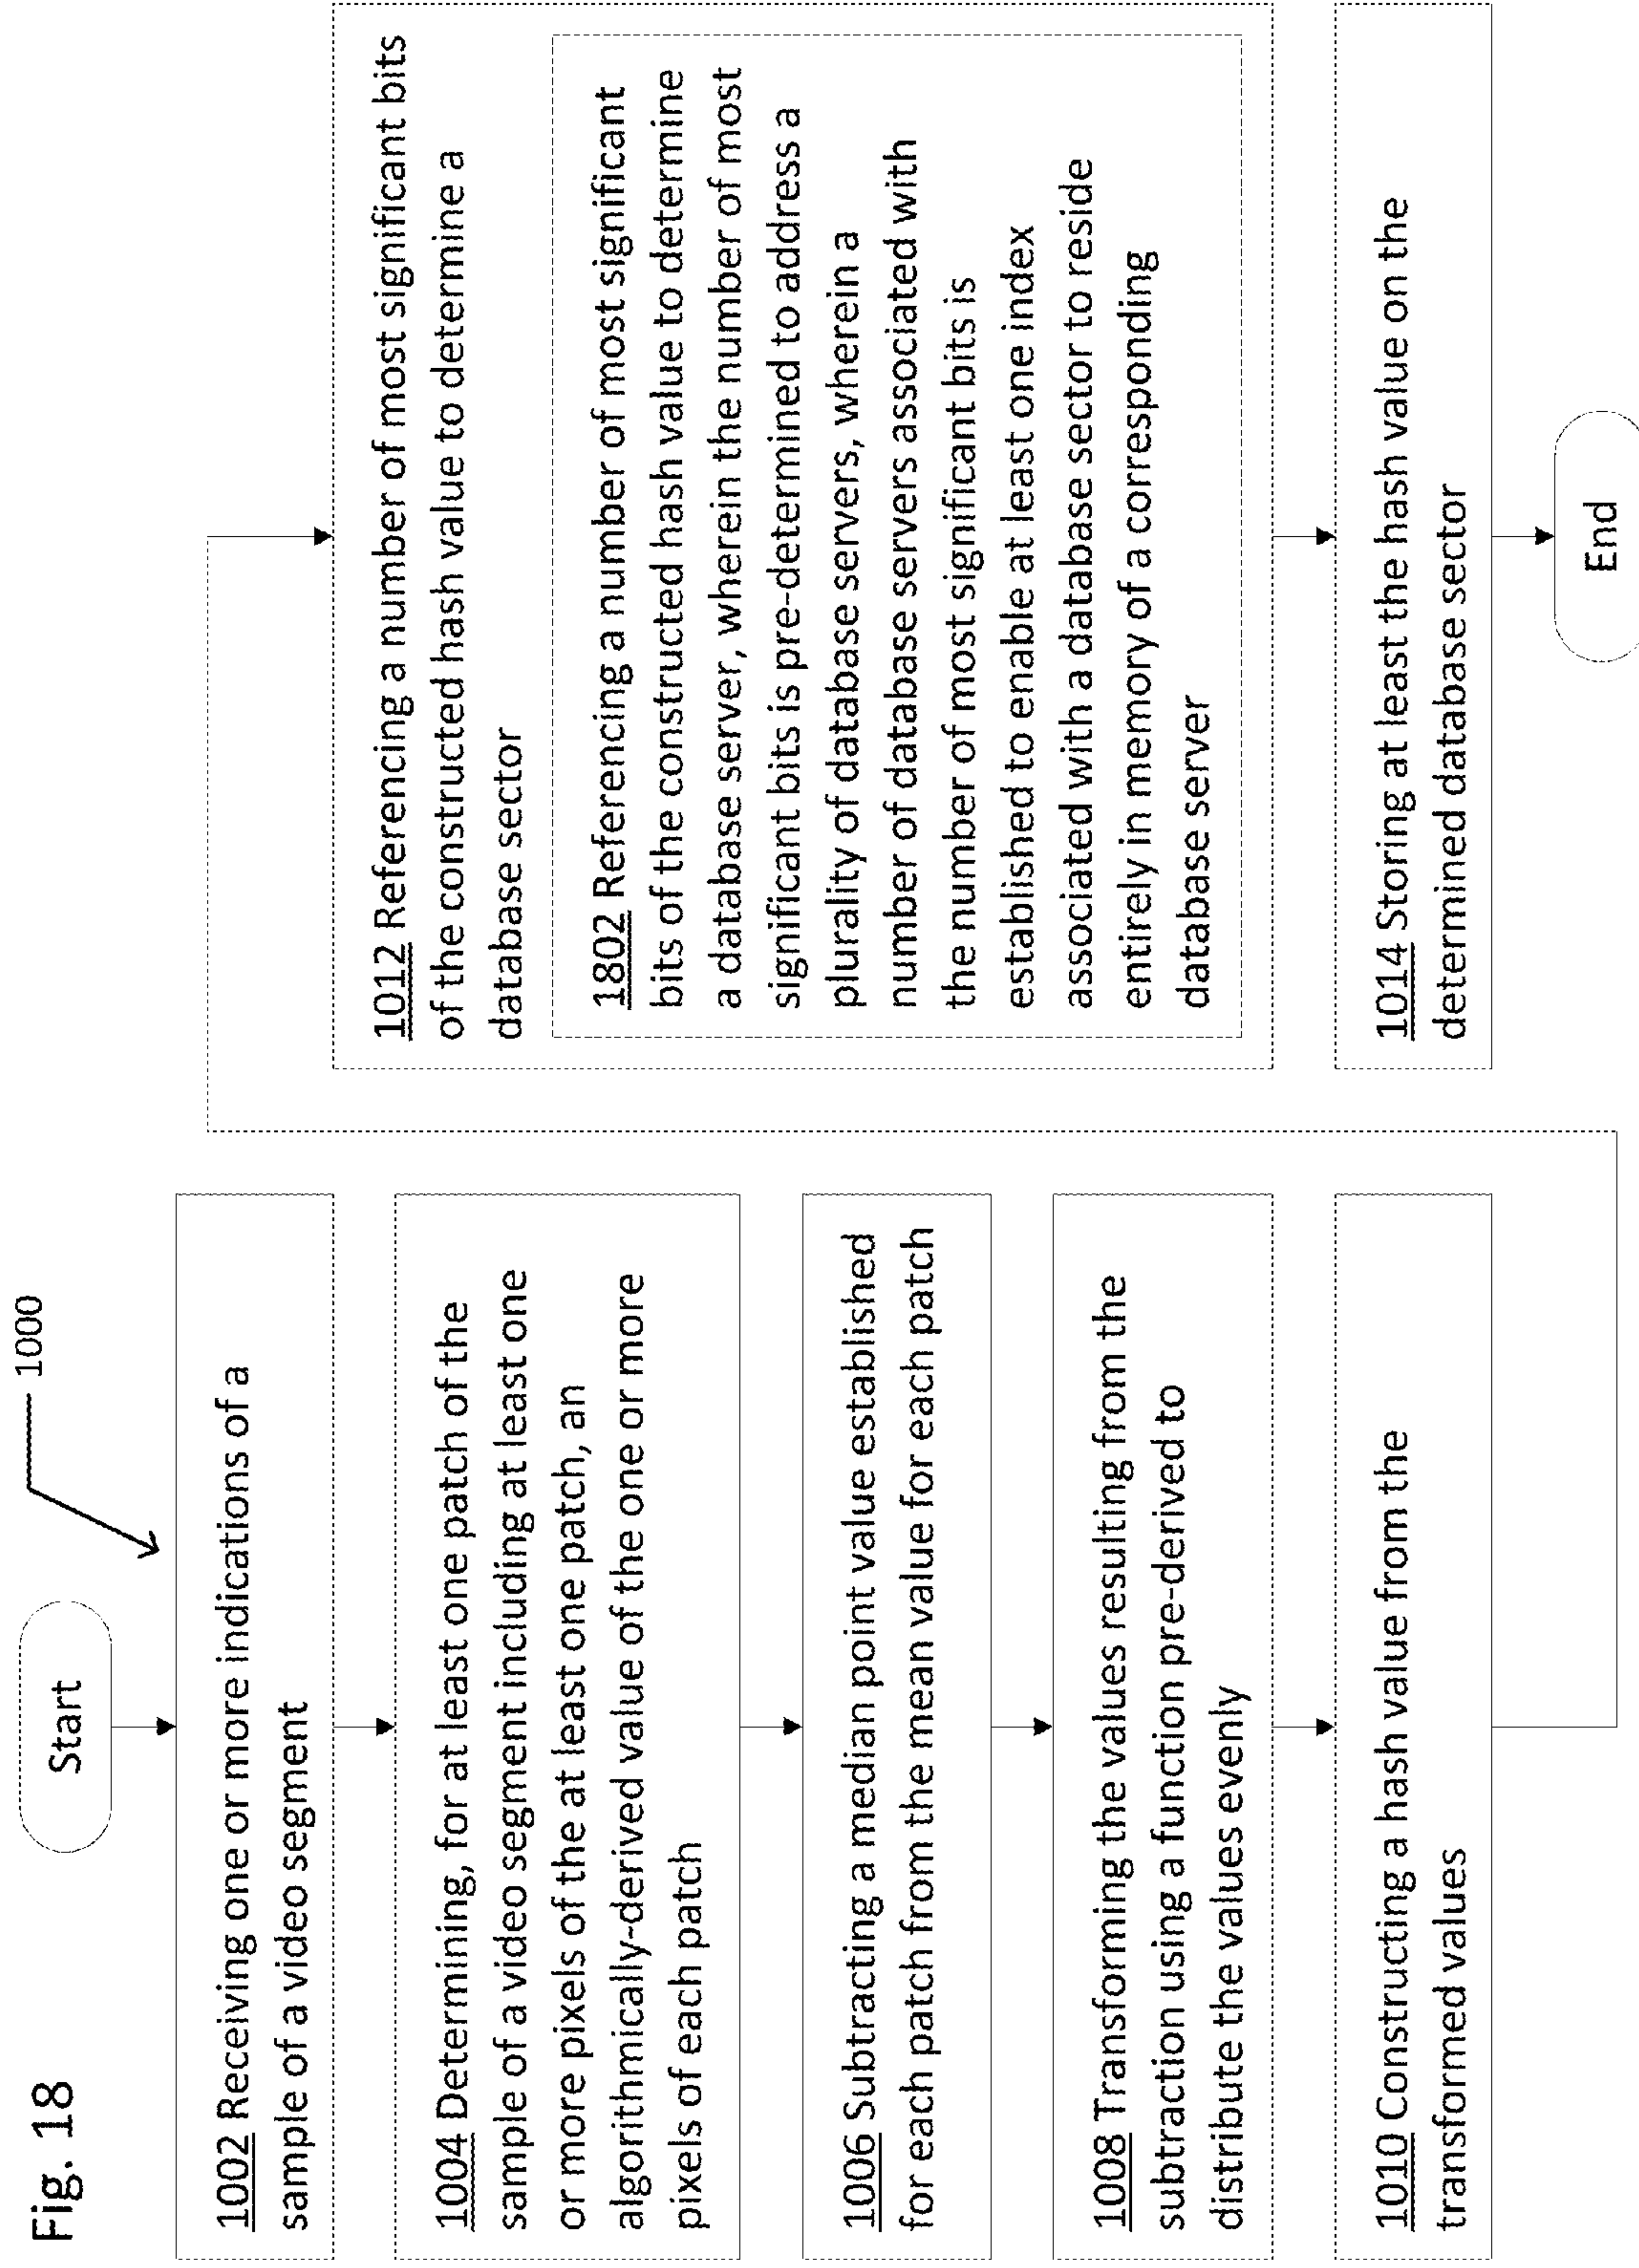 Fig. 18
1000
Start
1002 Receiving one or more indications of a
sample of a video segment
1004 Determining, for at least one patch of the
sample of a video segment including at least one
or more pixels of the at least one patch, an
algorithmically-derived value of the one or more
pixels of each patch
1006 Subtracting a median point value established
for each patch from the mean value for each patch
1008 Transforming the values resulting from the
subtraction using a function pre-derived to
distribute the values evenly
1010 Constructing a hash value from the
transformed values
1012 Referencing a number of most significant bits
of the constructed hash value to determine a
database sector
1802 Referencing a number of most significant
bits of the constructed hash value to determine
a database server, wherein the number of most
significant bits is pre-determined to address a
plurality of database servers, wherein a
number of database servers associated with
the number of most significant bits is
established to enable at least one index
associated with a database sector to reside
entirely in memory of a corresponding
database server
1014 Storing at least the hash value on the
determined database sector
End